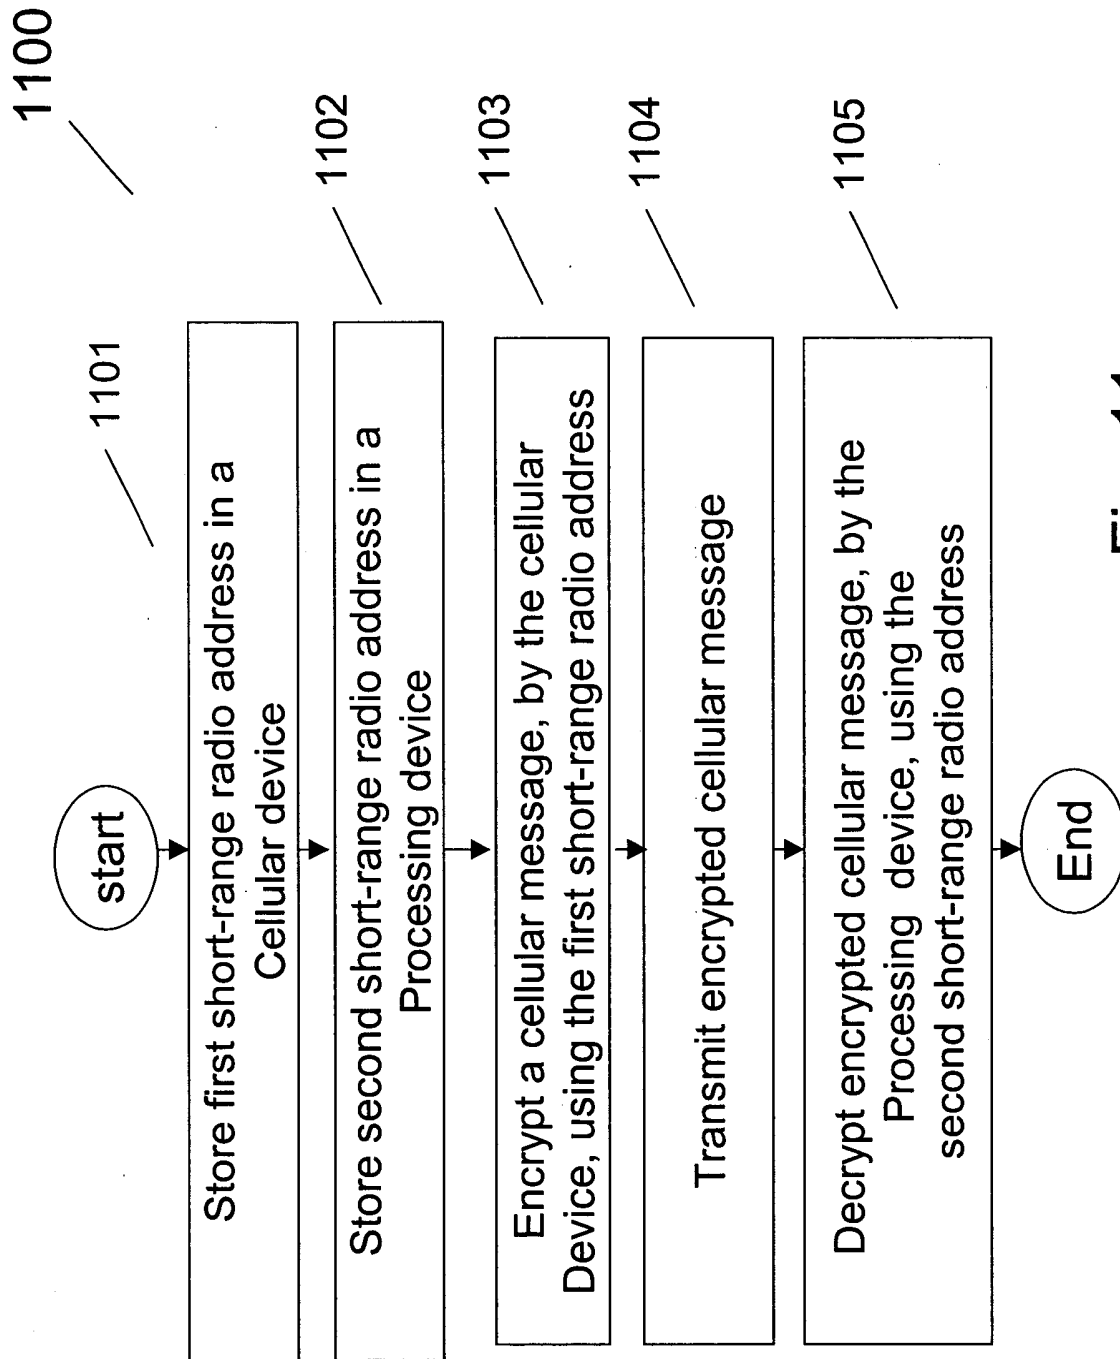 1100
start
1101
Store first short-range radio address in a
Cellular device
1102
Store second short-range radio address in a
Processing device
1103
Encrypt a cellular message, by the cellular
Device, using the first short-range radio address
1104
Transmit encrypted cellular message
1105
Decrypt encrypted cellular message, by the
Processing device, using the
second short-range radio address
End